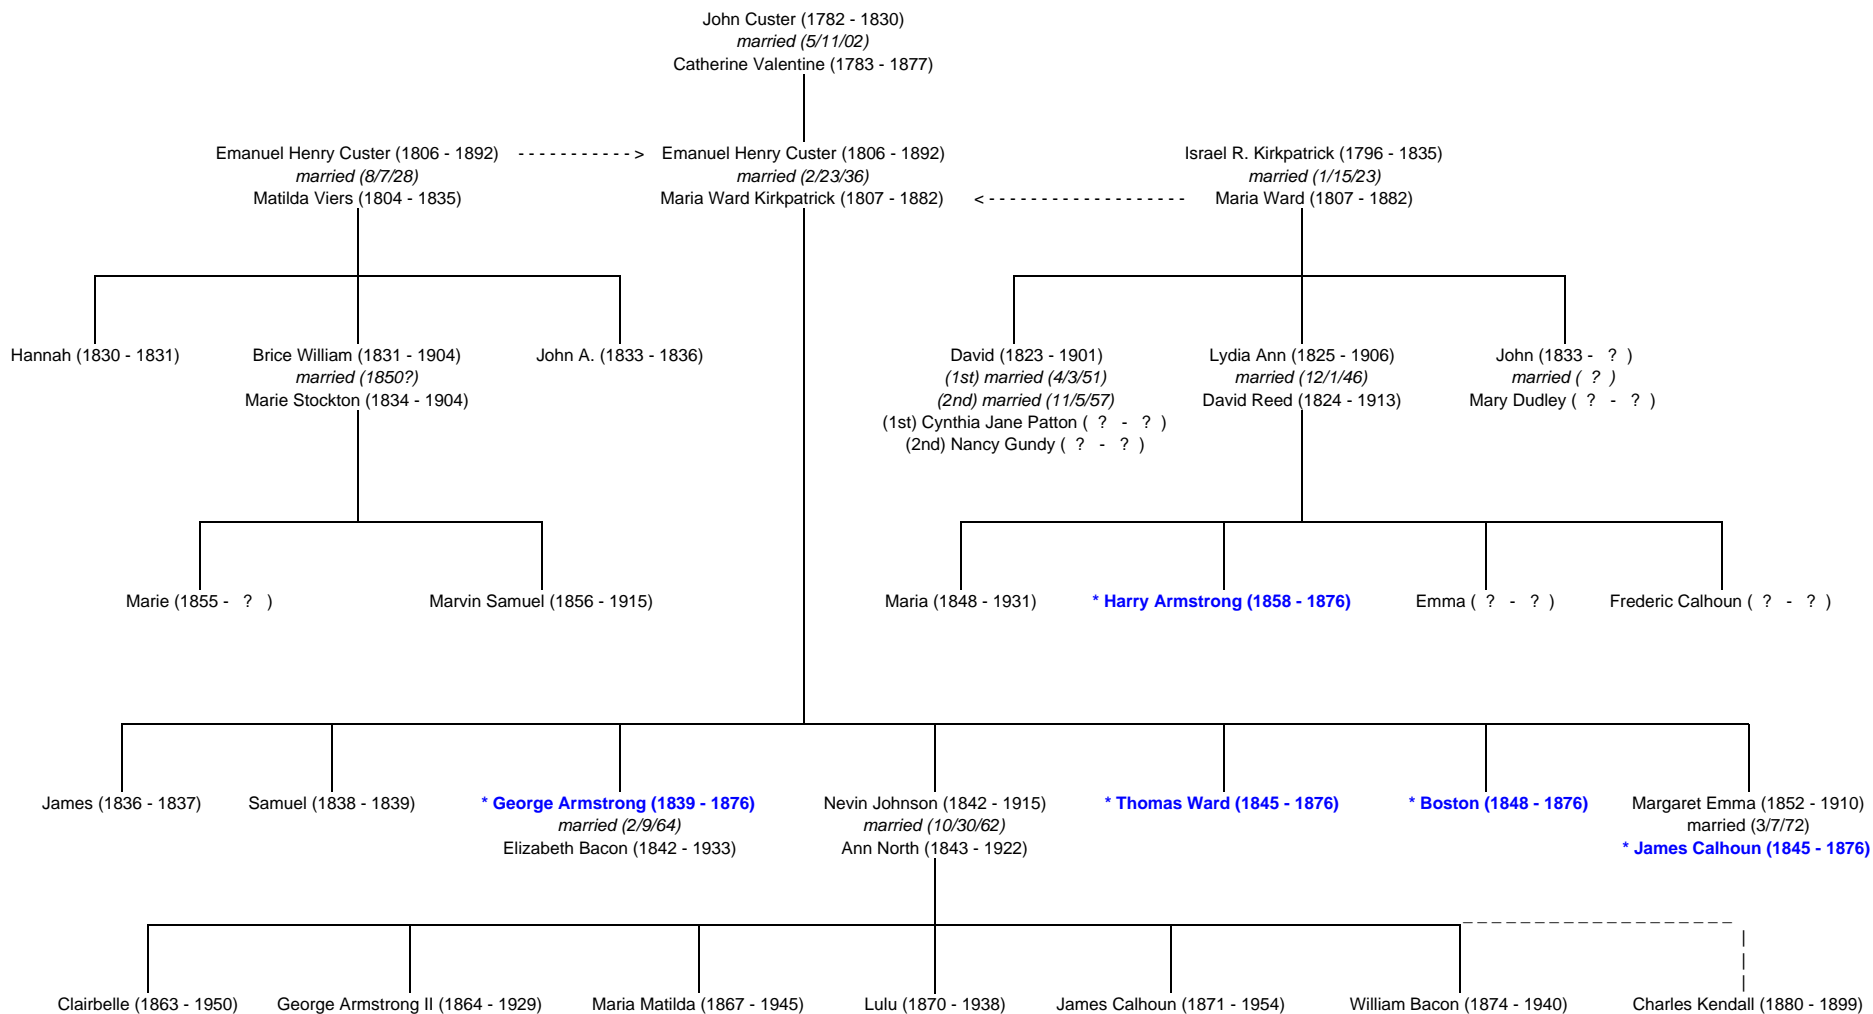 John Custer (1782 - 1830)
married (5/11/02)
Catherine Valentine (1783 - 1877)
Emanuel Henry Custer (1806 - 1892) - - - - - - - - - - - > Emanuel Henry Custer (1806 - 1892)
Israel R. Kirkpatrick (1796 - 1835)
married (8/7/28)
married (2/23/36)
married (1/15/23)
Matilda Viers (1804 - 1835)
Maria Ward Kirkpatrick (1807 - 1882) < - - - - - - - - - - - - - - - - - - - Maria Ward (1807 - 1882)
Hannah (1830 - 1831)
Brice William (1831 - 1904)
married (1850?)
Marie Stockton (1834 - 1904)
John A. (1833 - 1836)
David (1823 - 1901)
(1st) married (4/3/51)
(2nd) married (11/5/57)
(1st) Cynthia Jane Patton ( ? - ? )
(2nd) Nancy Gundy ( ? - ? )
Lydia Ann (1825 - 1906)
married (12/1/46)
David Reed (1824 - 1913)
John (1833 - ? )
married ( ? )
Mary Dudley ( ? - ? )
Marie (1855 - ? )
Marvin Samuel (1856 - 1915)
Maria (1848 - 1931)
* Harry Armstrong (1858 - 1876)
Emma ( ? - ? )
Frederic Calhoun ( ? - ? )
James (1836 - 1837)
Samuel (1838 - 1839)
* George Armstrong (1839 - 1876)
married (2/9/64)
Elizabeth Bacon (1842 - 1933)
Nevin Johnson (1842 - 1915)
married (10/30/62)
Ann North (1843 - 1922)
* Thomas Ward (1845 - 1876)
* Boston (1848 - 1876)
Margaret Emma (1852 - 1910)
married (3/7/72)
* James Calhoun (1845 - 1876)
Clairbelle (1863 - 1950)
George Armstrong II (1864 - 1929)
Maria Matilda (1867 - 1945)
Lulu (1870 - 1938)
James Calhoun (1871 - 1954)
William Bacon (1874 - 1940)
Charles Kendall (1880 - 1899)